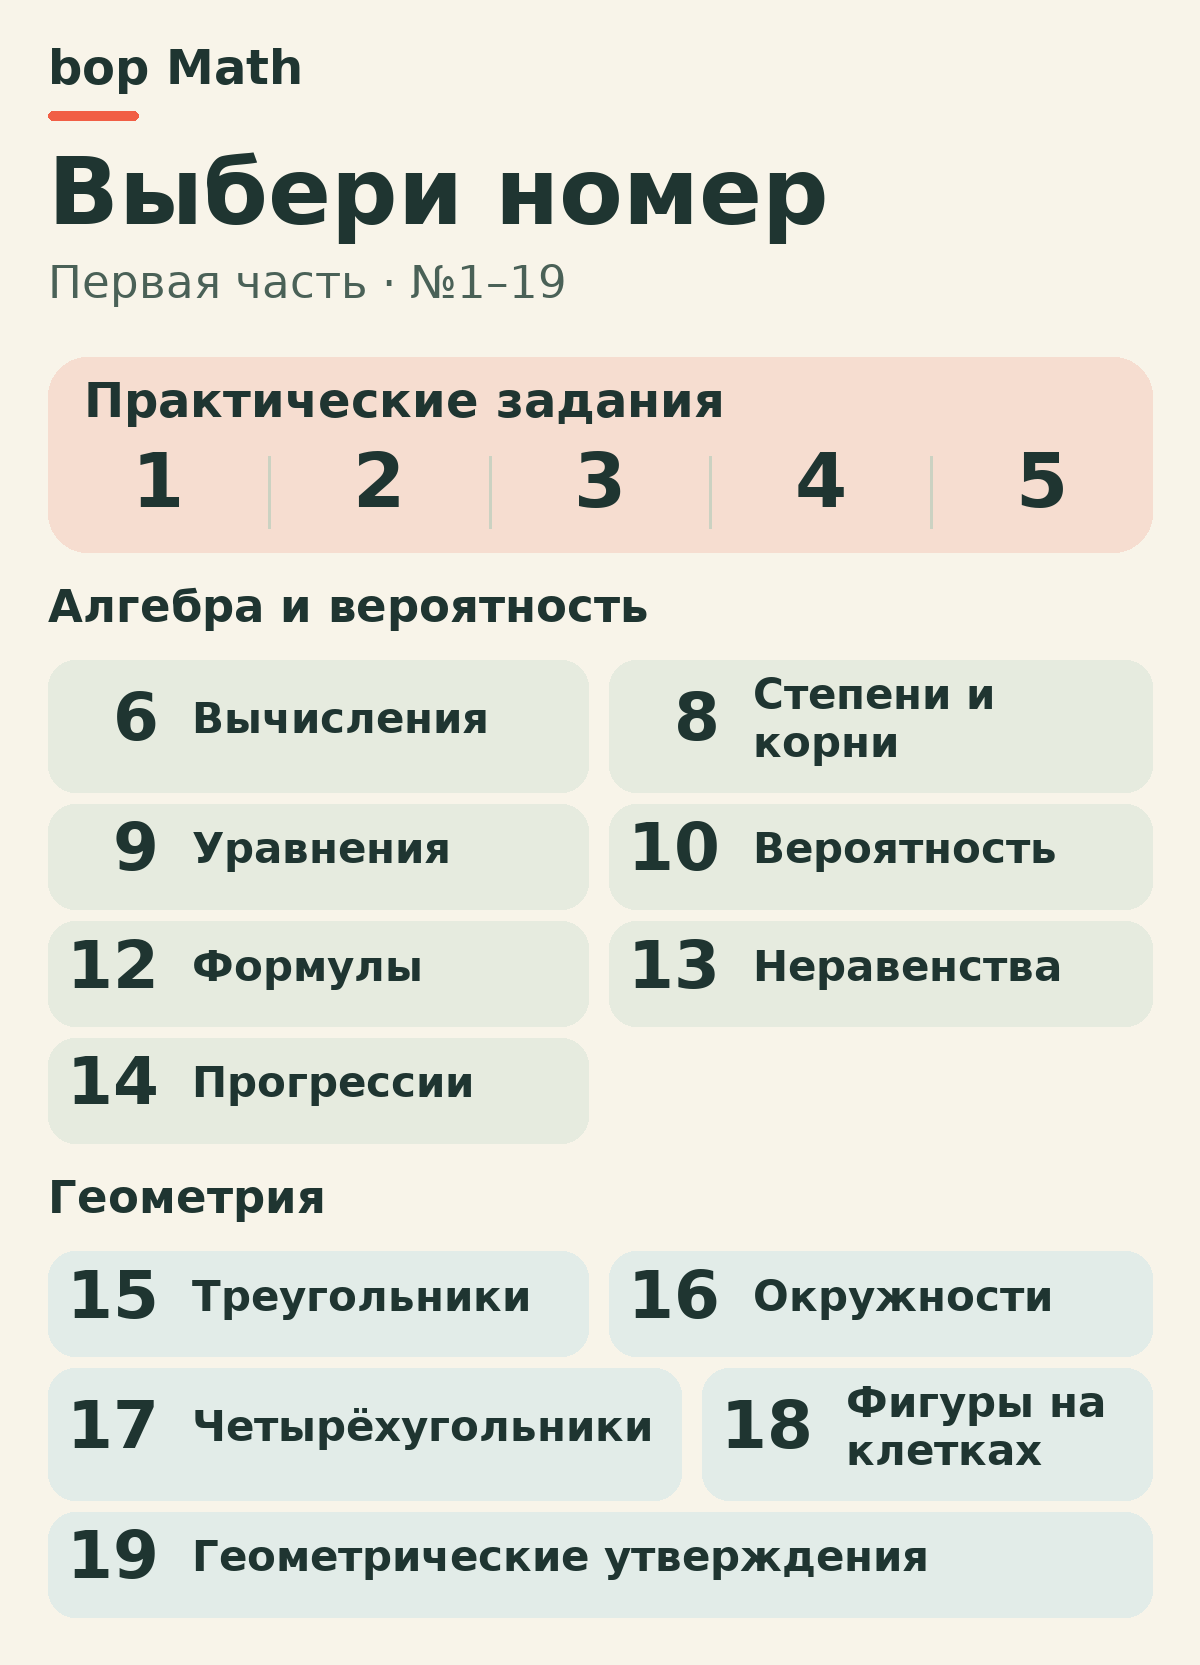 bop Math
Выбери номер
Первая часть · №1–19
Практические задания
1 2 3 4 5
Алгебра и вероятность
6 Вычисления
8 Степени и
корни
9 Уравнения
10 Вероятность
12 Формулы
13 Неравенства
14 Прогрессии
Геометрия
15 Треугольники
16 Окружности
17 Четырёхугольники
18 Фигуры на
клетках
19 Геометрические утверждения